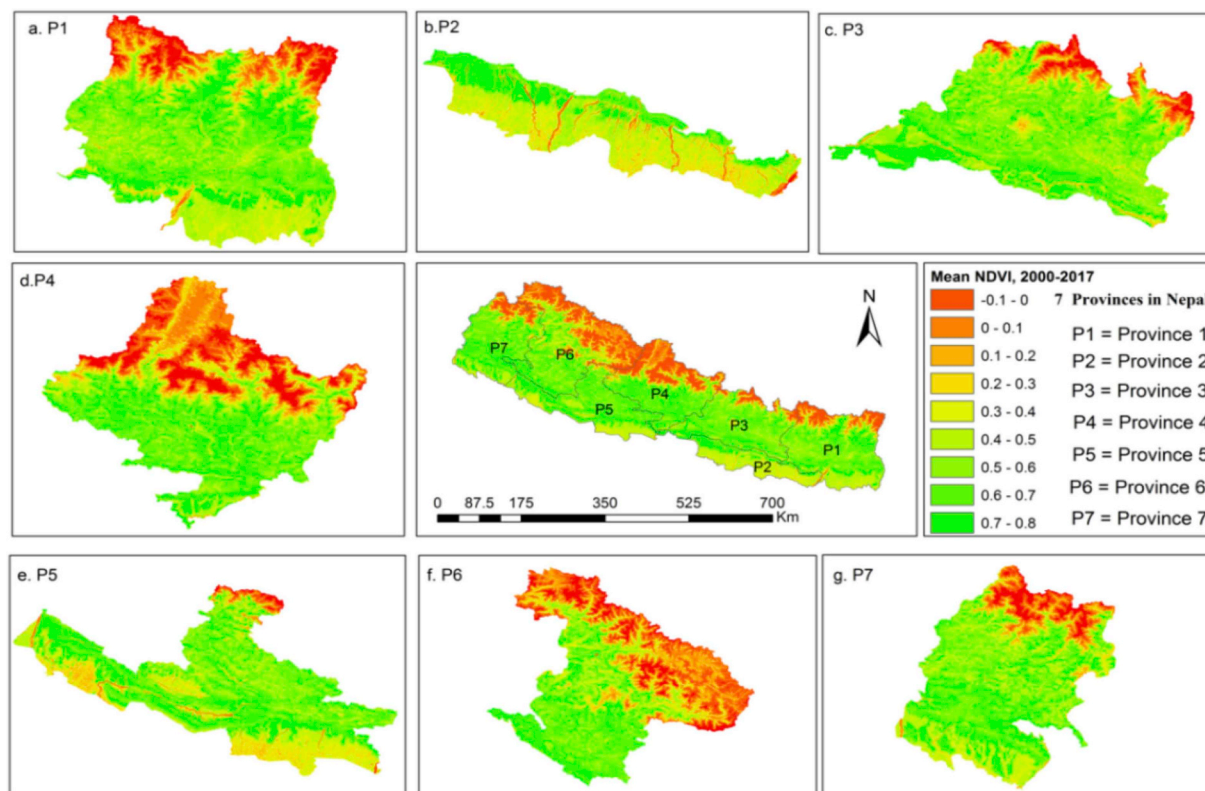 a. P1
b.P2
c. P3
d.P4
P7
P6
P4
P5
P3
P2
P1
N
0 87.5 175 350 525 700
Km
Mean NDVI, 2000-2017
-0.1 - 0
0 - 0.1
0.1 - 0.2
0.2 - 0.3
0.3 - 0.4
0.4 - 0.5
0.5 - 0.6
0.6 - 0.7
0.7 - 0.8
7 Provinces in Nepal
P1 = Province 1
P2 = Province 2
P3 = Province 3
P4 = Province 4
P5 = Province 5
P6 = Province 6
P7 = Province 7
e. P5
f. P6
g. P7